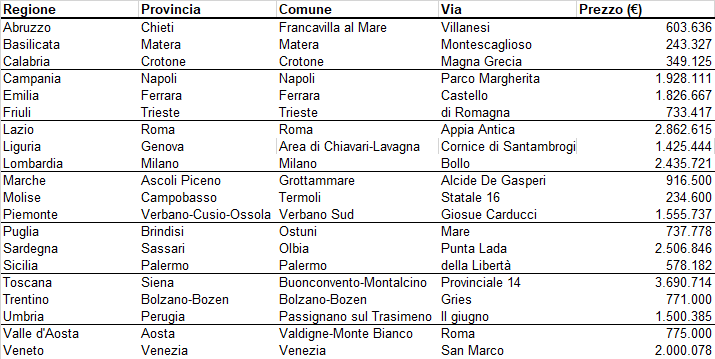 Regione Provincia Comune Via Prezzo (€)
Abruzzo Chieti Francavilla al Mare Villanesi 603.636
Basilicata Matera Matera Montescaglioso 243.327
Calabria Crotone Crotone Magna Grecia 349.125
Campania Napoli Napoli Parco Margherita 1.928.111
Emilia Ferrara Ferrara Castello 1.826.667
Friuli Trieste Trieste di Romagna 733.417
Lazio Roma Roma Appia Antica 2.862.615
Liguria Genova Area di Chiavari-Lavagna Cornice di Santambrogi 1.425.444
Lombardia Milano Milano Bollo 2.435.721
Marche Ascoli Piceno Grottammare Alcide De Gasperi 916.500
Molise Campobasso Termoli Statale 16 234.600
Piemonte Verbano-Cusio-Ossola Verbano Sud Giosue Carducci 1.555.737
Puglia Brindisi Ostuni Mare 737.778
Sardegna Sassari Olbia Punta Lada 2.506.846
Sicilia Palermo Palermo della Libertà 578.182
Toscana Siena Buonconvento-Montalcino Provinciale 14 3.690.714
Trentino Bolzano-Bozen Bolzano-Bozen Gries 771.000
Umbria Perugia Passignano sul Trasimeno II giugno 1.500.385
Valle d'Aosta Aosta Valdigne-Monte Bianco Roma 775.000
Veneto Venezia Venezia San Marco 2.000.078